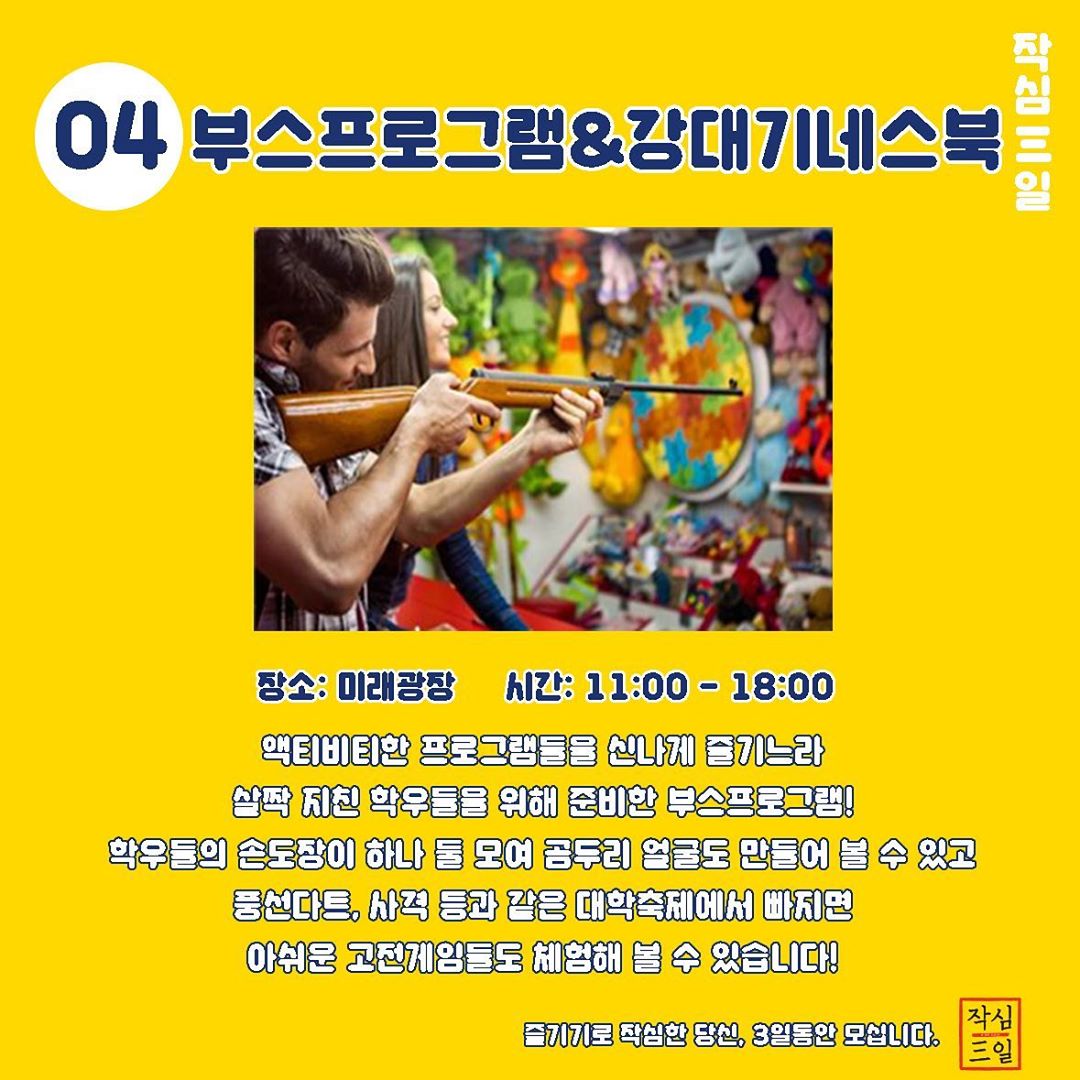 04 부스프로그램&강대기네스북
작심三일
장소: 미래광장 시간: 11:00 - 18:00
액티비티한 프로그램들을 신나게 즐기느라
살짝 지친 학우들을 위해 준비한 부스프로그램!
학우들의 손도장이 하나 둘 모여 곰두리 얼굴도 만들어 볼 수 있고
풍선다트, 사격 등과 같은 대학축제에서 빠지면
아쉬운 고전게임들도 체험해 볼 수 있습니다!
즐기기로 작심한 당신, 3일동안 모십니다.
작심
三일